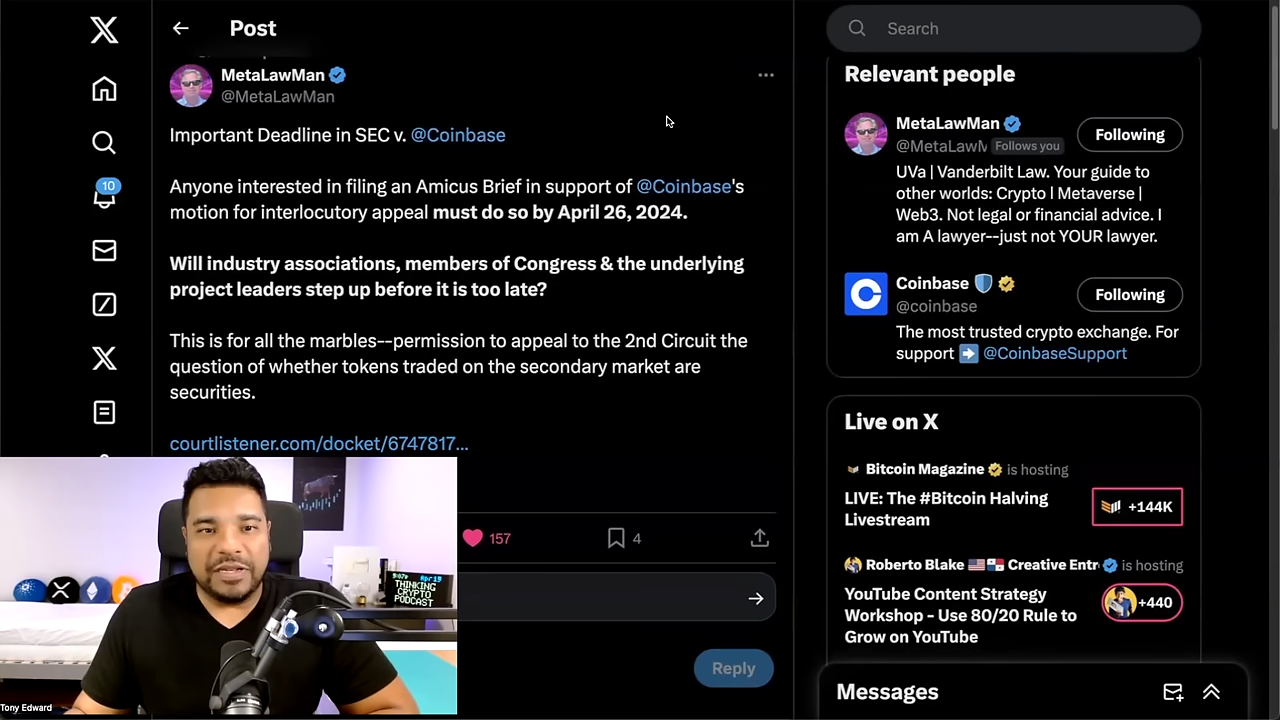 Post
MetaLawMan
@MetaLawMan
Important Deadline in SEC v. @Coinbase
Anyone interested in filing an Amicus Brief in support of @Coinbase's
motion for interlocutory appeal must do so by April 26, 2024.
Will industry associations, members of Congress & the underlying
project leaders step up before it is too late?
This is for all the marbles--permission to appeal to the 2nd Circuit the
question of whether tokens traded on the secondary market are
securities.
courtlistener.com/docket/6747817...
10
157
4
Reply
Search
Relevant people
MetaLawMan
@MetaLawM Follows you
Following
UVa | Vanderbilt Law. Your guide to
other worlds: Crypto | Metaverse |
Web3. Not legal or financial advice. I
am A lawyer--just not YOUR lawyer.
Coinbase
@coinbase
Following
The most trusted crypto exchange. For
support ➡️ @CoinbaseSupport
Live on X
Bitcoin Magazine is hosting
LIVE: The #Bitcoin Halving
Livestream
+144K
Roberto Blake 🇺🇸🇵🇦 Creative Entr is hosting
YouTube Content Strategy
Workshop - Use 80/20 Rule to
Grow on YouTube
+440
Messages
9:07P Apr19
THINKING
CRYPTO
PODCAST
Tony Edward